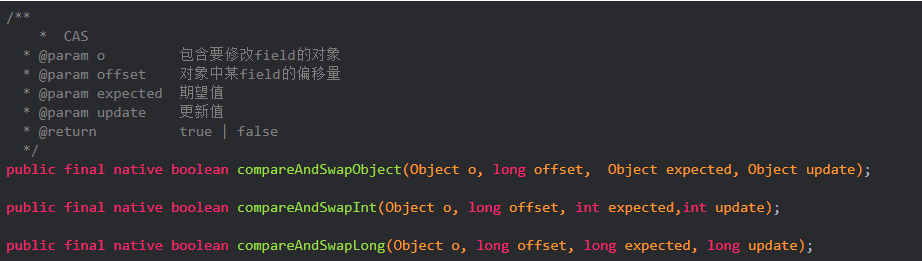 /**
* CAS
* @param o 包含要修改field的对象
* @param offset 对象中某field的偏移量
* @param expected 期望值
* @param update 更新值
* @return true | false
*/
public final native boolean compareAndSwapObject(Object o, long offset, Object expected, Object update);
public final native boolean compareAndSwapInt(Object o, long offset, int expected,int update);
public final native boolean compareAndSwapLong(Object o, long offset, long expected, long update);